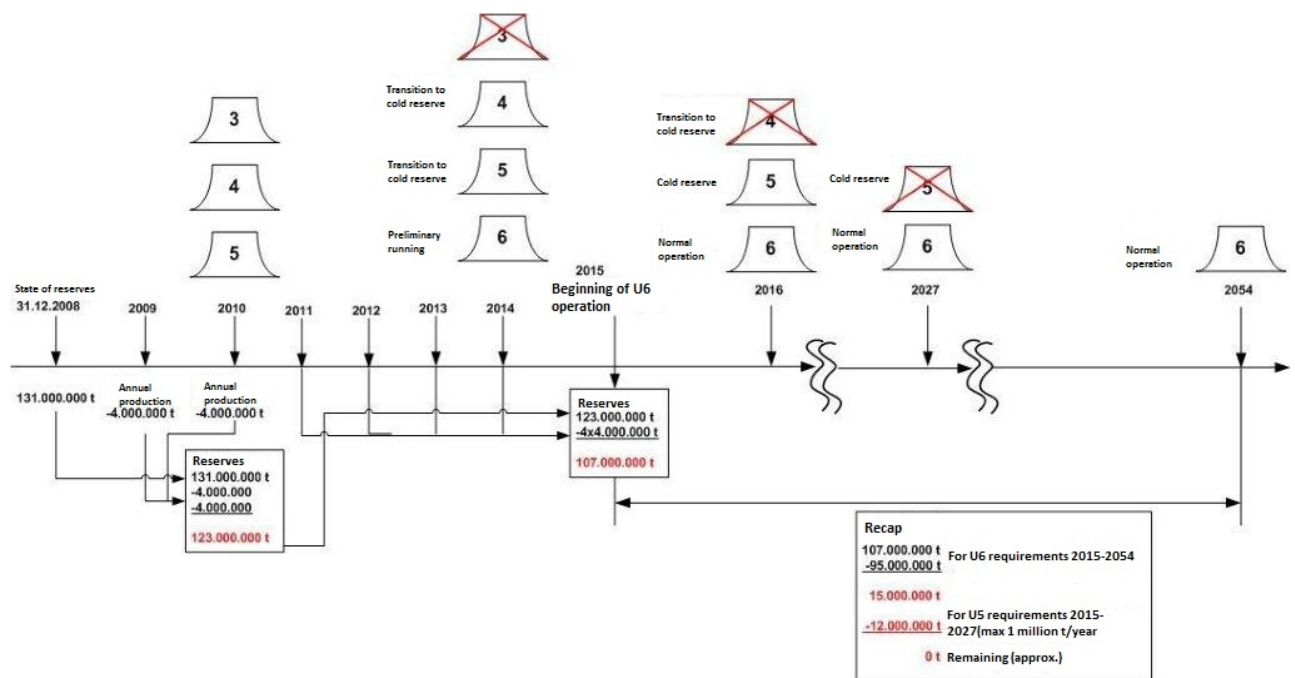 3
Transition to
cold reserve
4
3
Transition to
cold reserve
4
Transition to
cold reserve
5
4
Cold reserve
5
Cold reserve
5
5
Preliminary
running
6
Normal
operation
6
Normal
operation
6
Normal
operation
6
State of reserves
31.12.2008
2009
2010
2011
2012
2013
2014
2015
Beginning of U6
operation
2016
2027
2054
131.000.000 t
Annual
production
-4.000.000 t
Annual
production
-4.000.000 t
Reserves
131.000.000 t
-4.000.000
-4.000.000
123.000.000 t
Reserves
123.000.000 t
-4x4.000.000 t
107.000.000 t
Recap
107.000.000 t
-95.000.000 t
For U6 requirements 2015-2054
15.000.000 t
-12.000.000 t
For U5 requirements 2015-
2027(max 1 million t/year
0 t Remaining (approx.)